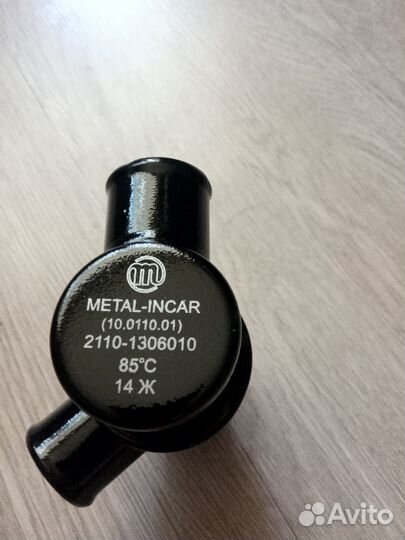 m
METAL-INCAR
(10.0110.01)
2110-1306010
85°C
14 Ж
Avito